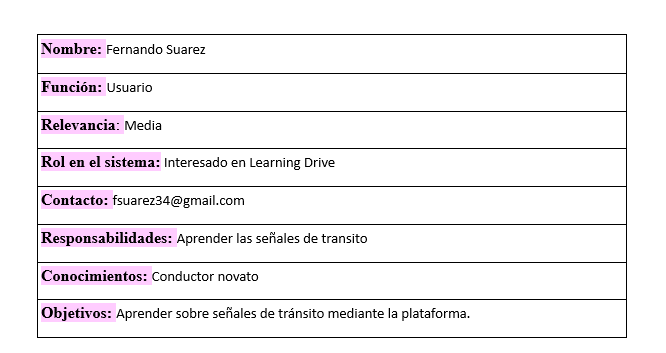 Nombre: Fernando Suarez
Función: Usuario
Relevancia: Media
Rol en el sistema: Interesado en Learning Drive
Contacto: fsuarez34@gmail.com
Responsabilidades: Aprender las señales de transito
Conocimientos: Conductor novato
Objetivos: Aprender sobre señales de tránsito mediante la plataforma.